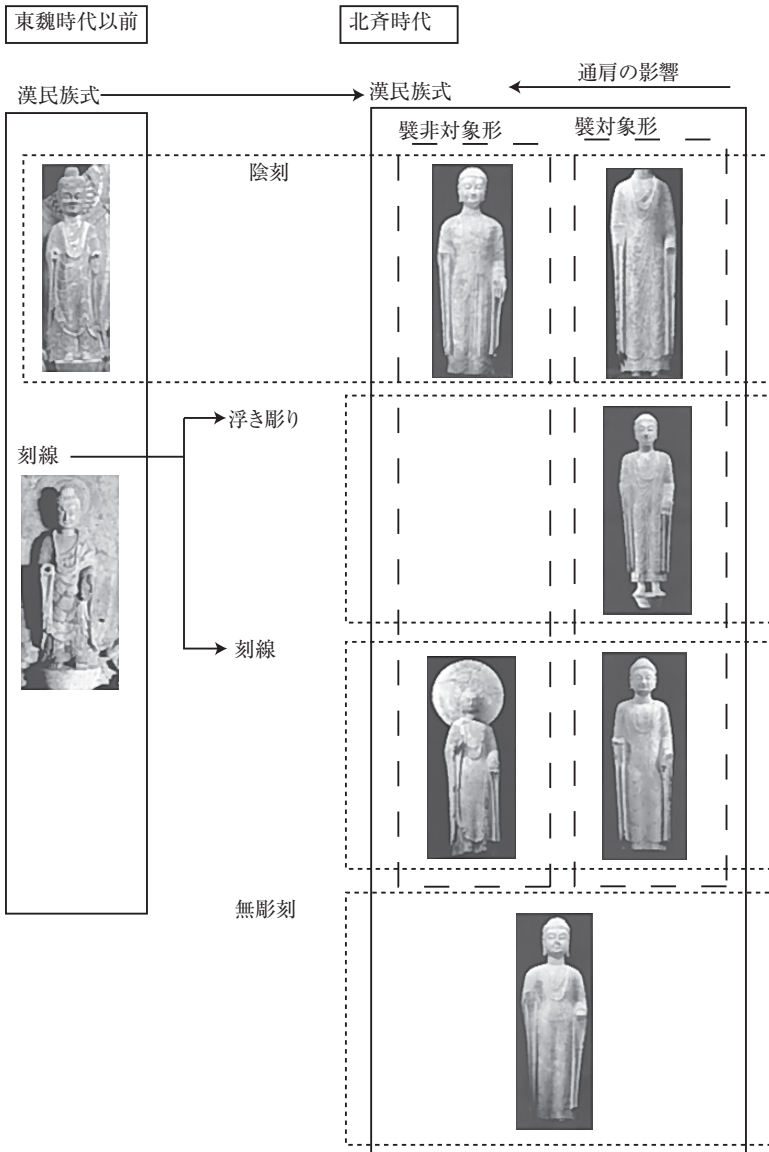 東魏時代以前
北斉時代
通肩の影響
漢民族式
漢民族式
襞非対象形
襞対象形
陰刻
浮き彫り
刻線
刻線
無彫刻